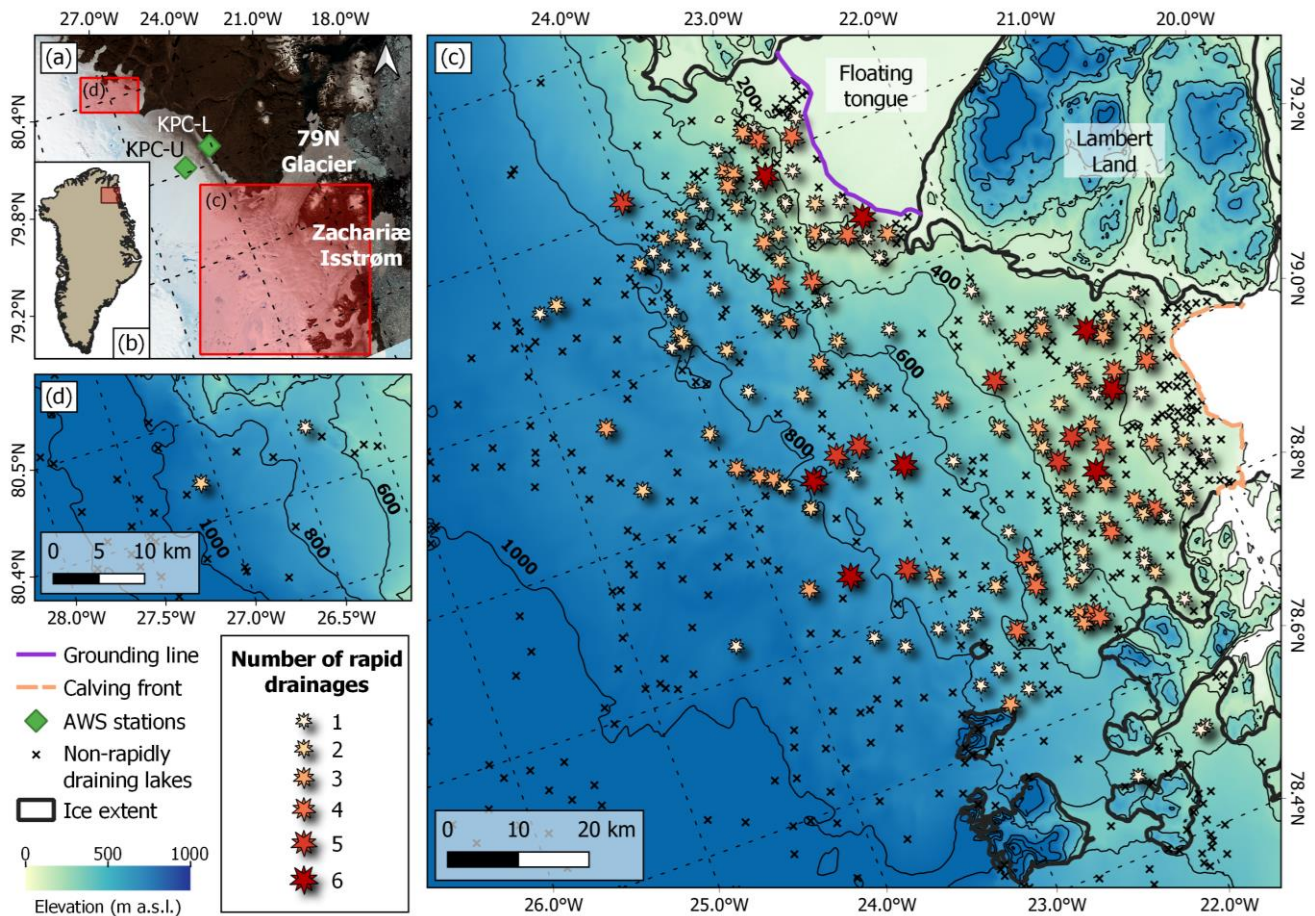 27.0°W 24.0°W 21.0°W 18.0°W
(a)
(d)
80.4°N
KPC-L
KPC-U
79N
Glacier
79.8°N
(c)
Zachariæ
Isstrøm
79.2°N
(b)
24.0°W 23.0°W 22.0°W 21.0°W 20.0°W
(c)
200
Floating
tongue
Lambert
Land
79.2°N
400
79.0°N
600
800
78.8°N
1000
78.6°N
78.4°N
0 10 20 km
26.0°W 25.0°W 24.0°W 23.0°W 22.0°W
(d)
80.5°N
600
800
1000
0 5 10 km
80.4°N
28.0°W 27.5°W 27.0°W 26.5°W
Grounding line
Calving front
AWS stations
Non-rapidly
draining lakes
Ice extent
0 500 1000
Elevation (m a.s.l.)
Number of rapid
drainages
1
2
3
4
5
6